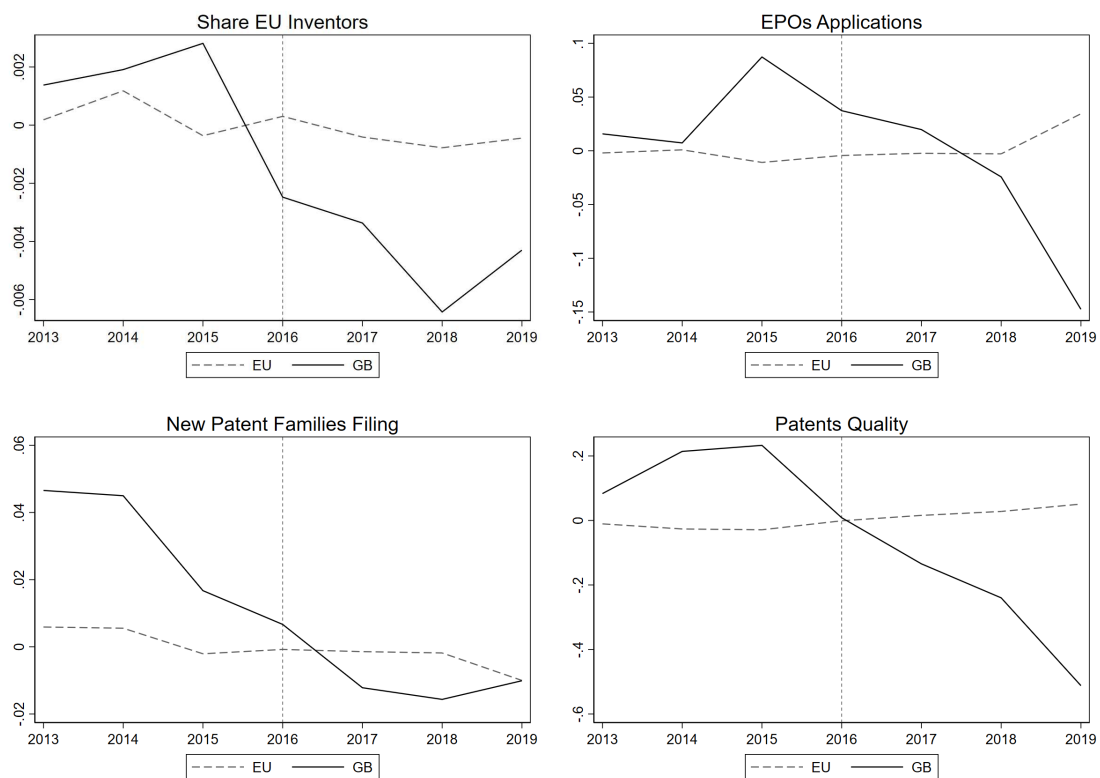 Share EU Inventors
.002
0
-.002
-.004
-.006
2013 2014 2015 2016 2017 2018 2019
EU GB
EPOs Applications
.1
.05
0
-.05
-.1
-.15
2013 2014 2015 2016 2017 2018 2019
EU GB
New Patent Families Filing
.06
.04
.02
0
-.02
2013 2014 2015 2016 2017 2018 2019
EU GB
Patents Quality
.2
0
-.2
-.4
-.6
2013 2014 2015 2016 2017 2018 2019
EU GB